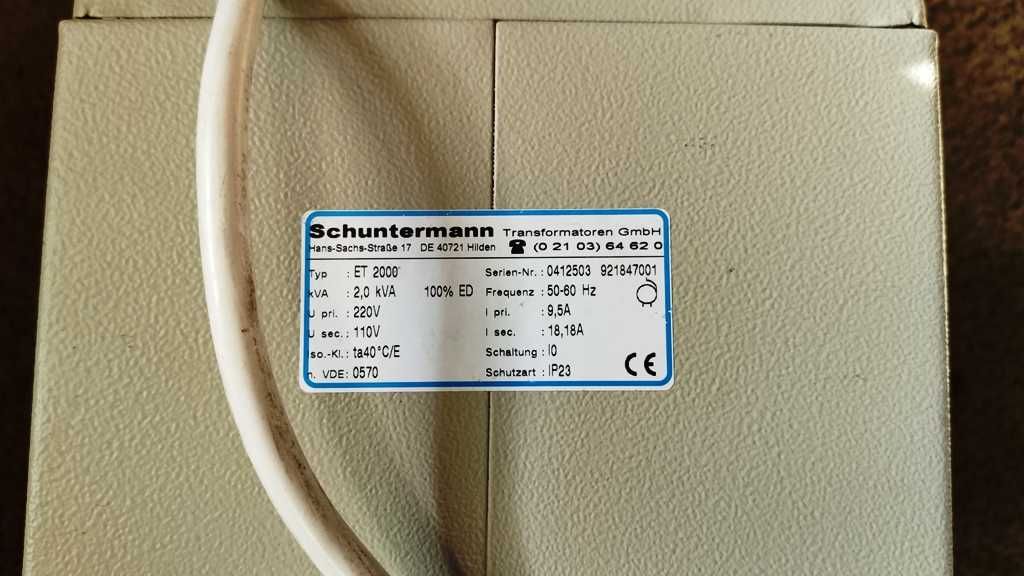 Schuntermann Transformatoren GmbH
Hans-Sachs-Straße 17 DE 40721 Hilden ☎ (0 21 03) 64 62 0
Typ : ET 2000 Serien-Nr. : 0412503 921847001
kVA : 2,0 kVA 100% ED Frequenz : 50-60 Hz
U pri. : 220V I pri. : 9,5A
U sec. : 110V I sec. : 18,18A
so.-Kl. : ta40°C/E Schaltung : I0
n. VDE : 0570 Schutzart : IP23
CE